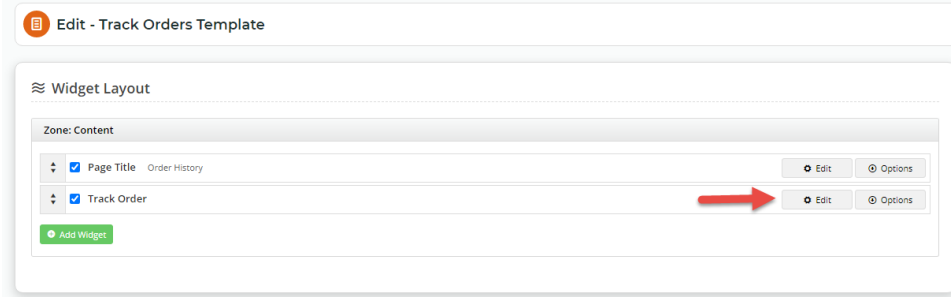 Edit - Track Orders Template
Widget Layout
Zone: Content
Page Title Order History Edit Options
Track Order Edit Options
Add Widget